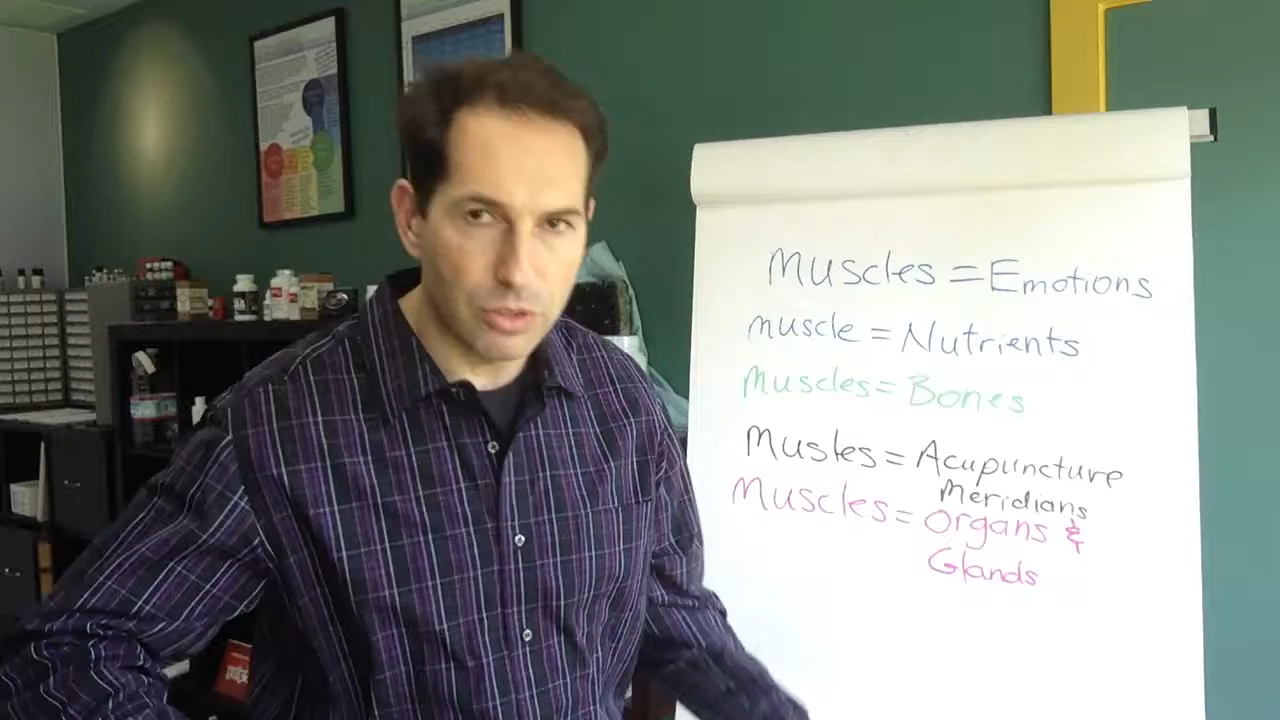 Muscles = Emotions
muscle = Nutrients
Muscles = Bones
Musles = Acupuncture
Meridians
Muscles = Organs &
Glands